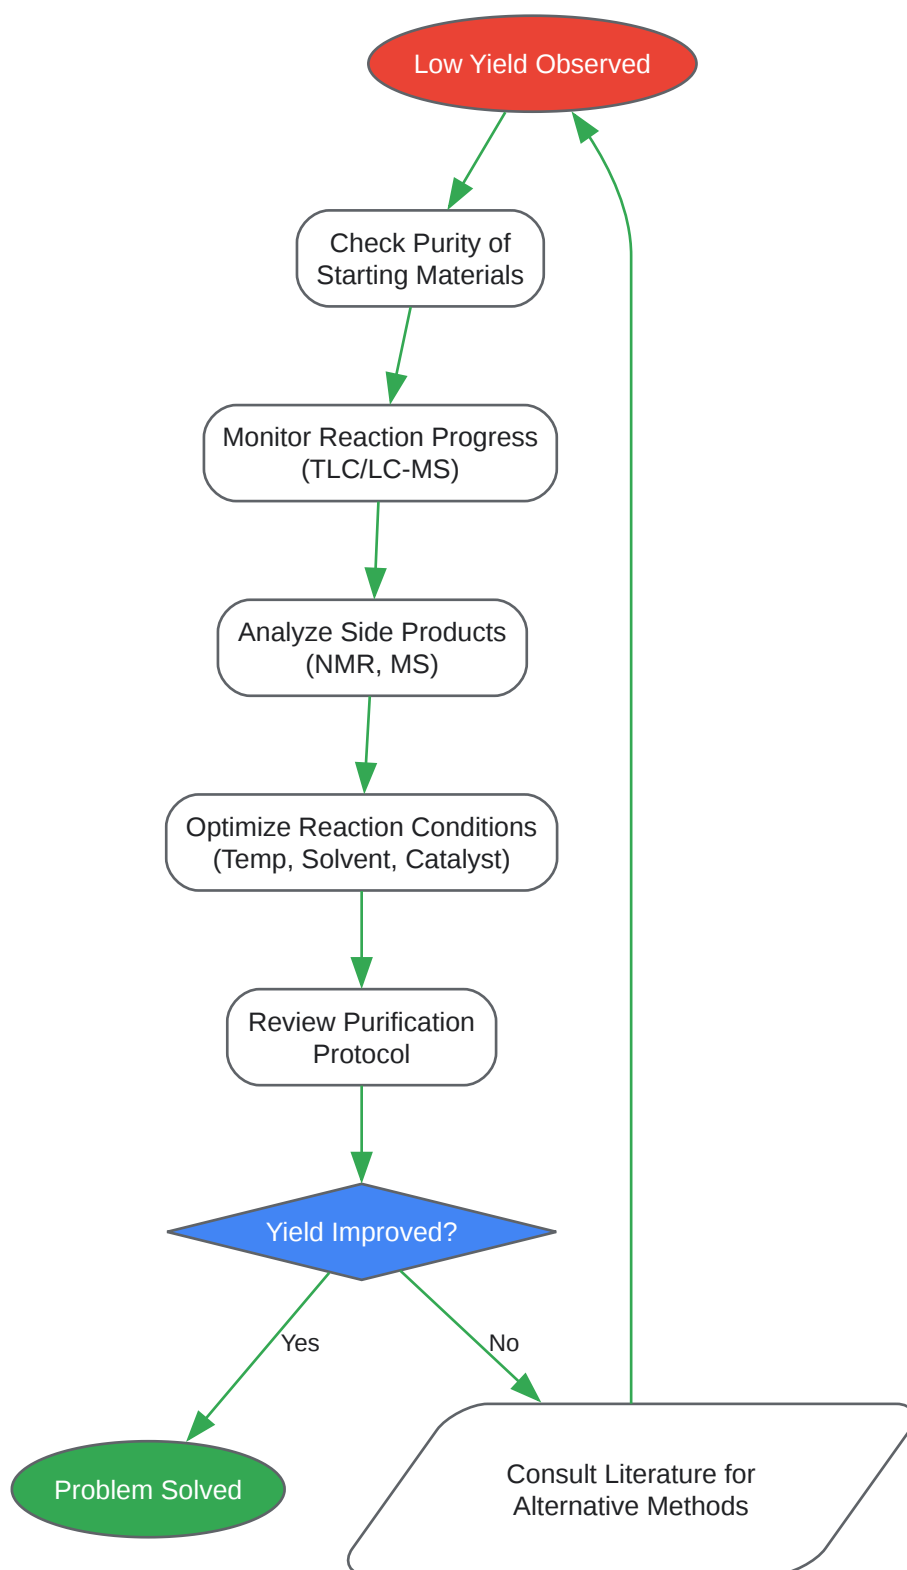 Low Yield Observed
Check Purity of
Starting Materials
Monitor Reaction Progress
(TLC/LC-MS)
Analyze Side Products
(NMR, MS)
Optimize Reaction Conditions
(Temp, Solvent, Catalyst)
Review Purification
Protocol
Yield Improved?
Yes
No
Problem Solved
Consult Literature for
Alternative Methods